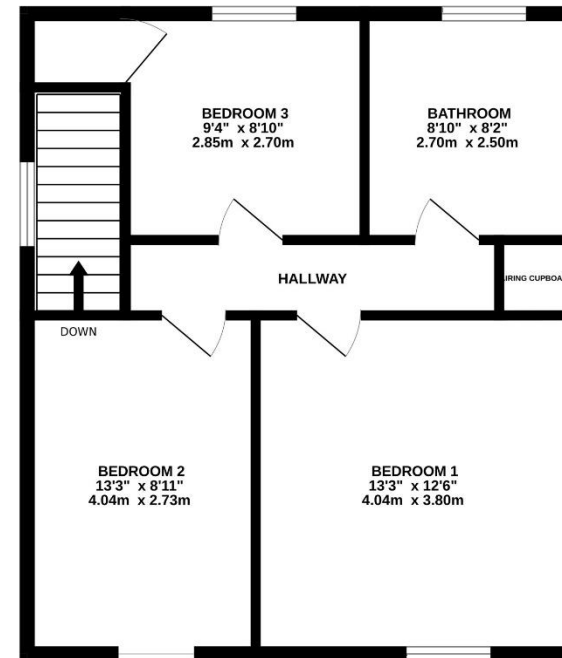 BEDROOM 3
9'4" x 8'10"
2.85m x 2.70m
BATHROOM
8'10" x 8'2"
2.70m x 2.50m
HALLWAY
CUPBOA
DOWN
BEDROOM 2
13'3" x 8'11"
4.04m x 2.73m
BEDROOM 1
13'3" x 12'6"
4.04m x 3.80m